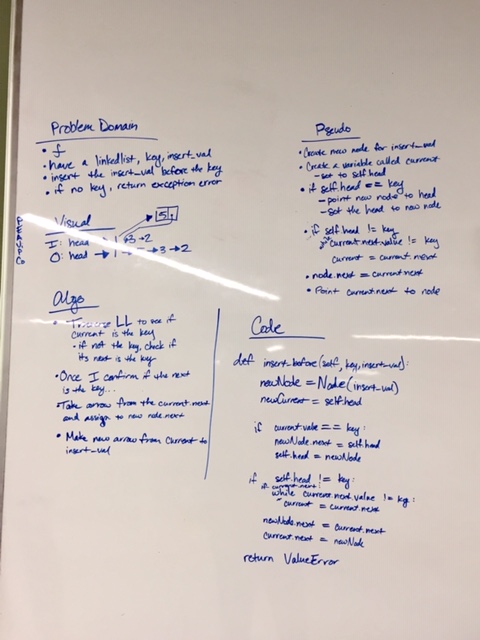 Problem Domain
• f
• have a linkedlist, key, insert_val
• insert the insert_val before the key
• if no key, return exception error
Visual
5
I: head → 1 → 3 → 2
O: head → 1 → 3 → 2
Algo
LL to see if
current is the key
• if not the key, check if
its next is the key
• Once I confirm if the next
is the key...
• Take arrow from the current.next
and assign to new node.next
• Make new arrow from current to
insert_val
Pseudo
• Create new node for insert_val
• Create a variable called current
- set to self.head
• if self.head == key
- point new node to head
- set the head to new node
• if self.head != key
current.next.value != key
current = current.next
• node.next = current.next
• Point current.next to node
Code
def insert_before(self, key, insert_val):
newNode = Node(insert_val)
newCurrent = self.head
if current.value == key:
newNode.next = self.head
self.head = newNode
if self.head != key:
if current.next:
while current.next.value != key:
current = current.next
newNode.next = current.next
current.next = newNode
return ValueError